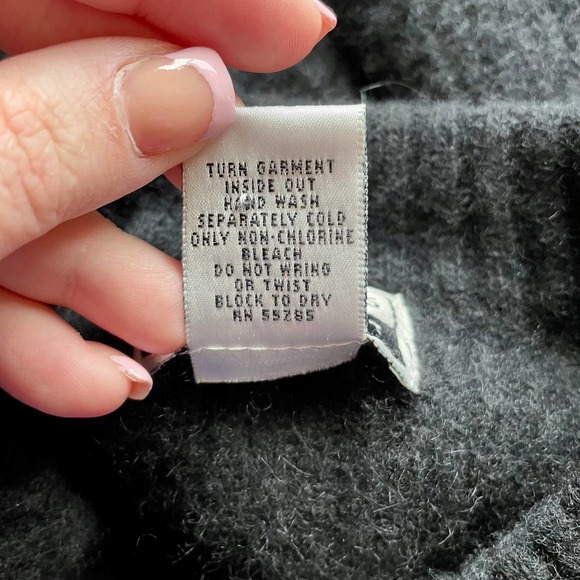 TURN GARMENT
INSIDE OUT
HAND WASH
SEPARATELY COLD
ONLY NON-CHLORINE
BLEACH
DO NOT WRING
OR TWIST
BLOCK TO DRY
RN 55285